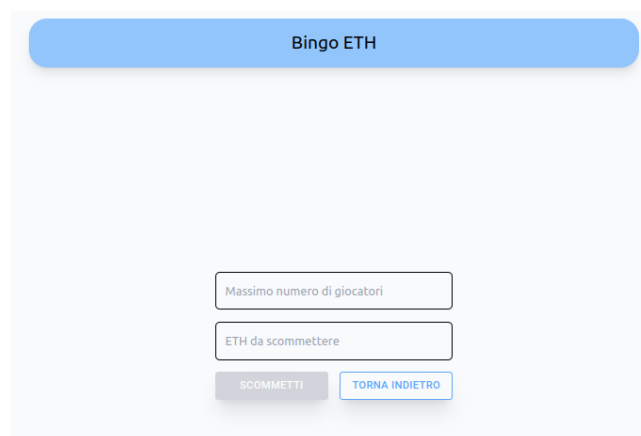 Bingo ETH
Massimo numero di giocatori
ETH da scommettere
SCOMMETTI TORNA INDIETRO